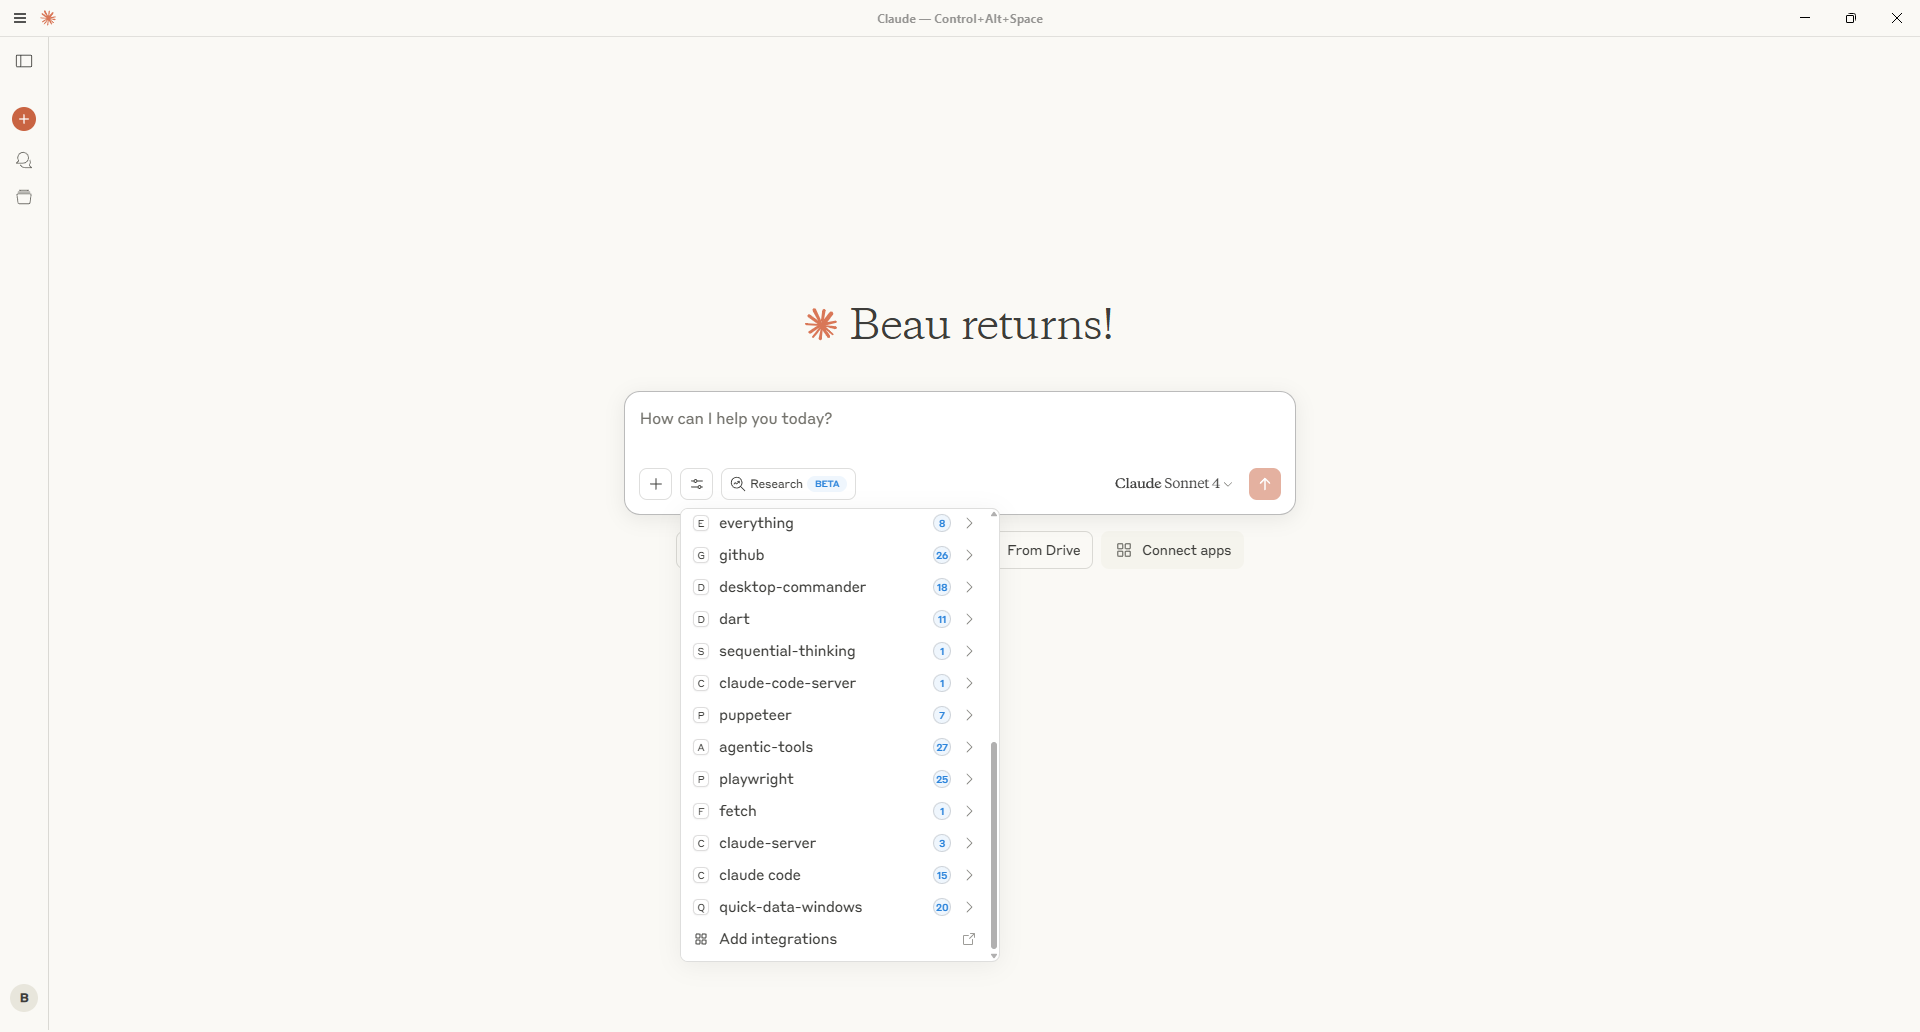 Claude — Control+Alt+Space
Beau returns!
How can I help you today?
Research BETA
Claude Sonnet 4
E everything 8
G github 26
D desktop-commander 18
D dart 11
S sequential-thinking 1
C claude-code-server 1
P puppeteer 7
A agentic-tools 27
P playwright 25
F fetch 1
C claude-server 3
C claude code 15
Q quick-data-windows 20
Add integrations
From Drive
Connect apps
B